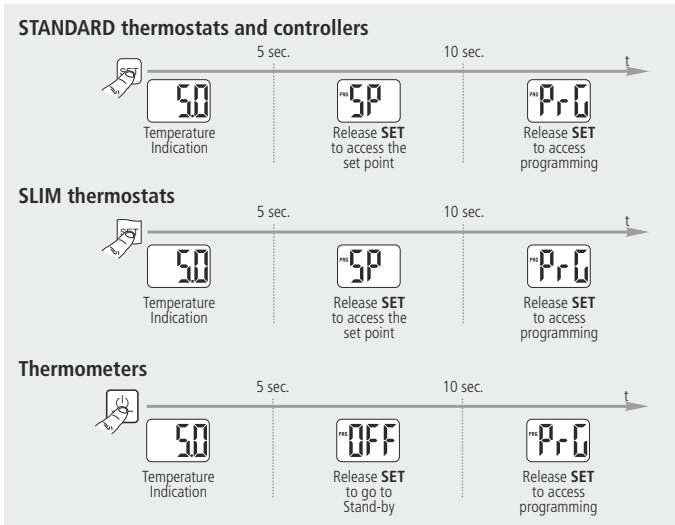 STANDARD thermostats and controllers
5 sec.
10 sec.
t
SET
5.0
PRG SP
PRG PrG
Temperature
Indication
Release SET
to access the
set point
Release SET
to access
programming
SLIM thermostats
5 sec.
10 sec.
t
SET
5.0
PRG SP
PRG PrG
Temperature
Indication
Release SET
to access the
set point
Release SET
to access
programming
Thermometers
5 sec.
10 sec.
t
5.0
PRG OFF
PRG PrG
Temperature
Indication
Release SET
to go to
Stand-by
Release SET
to access
programming